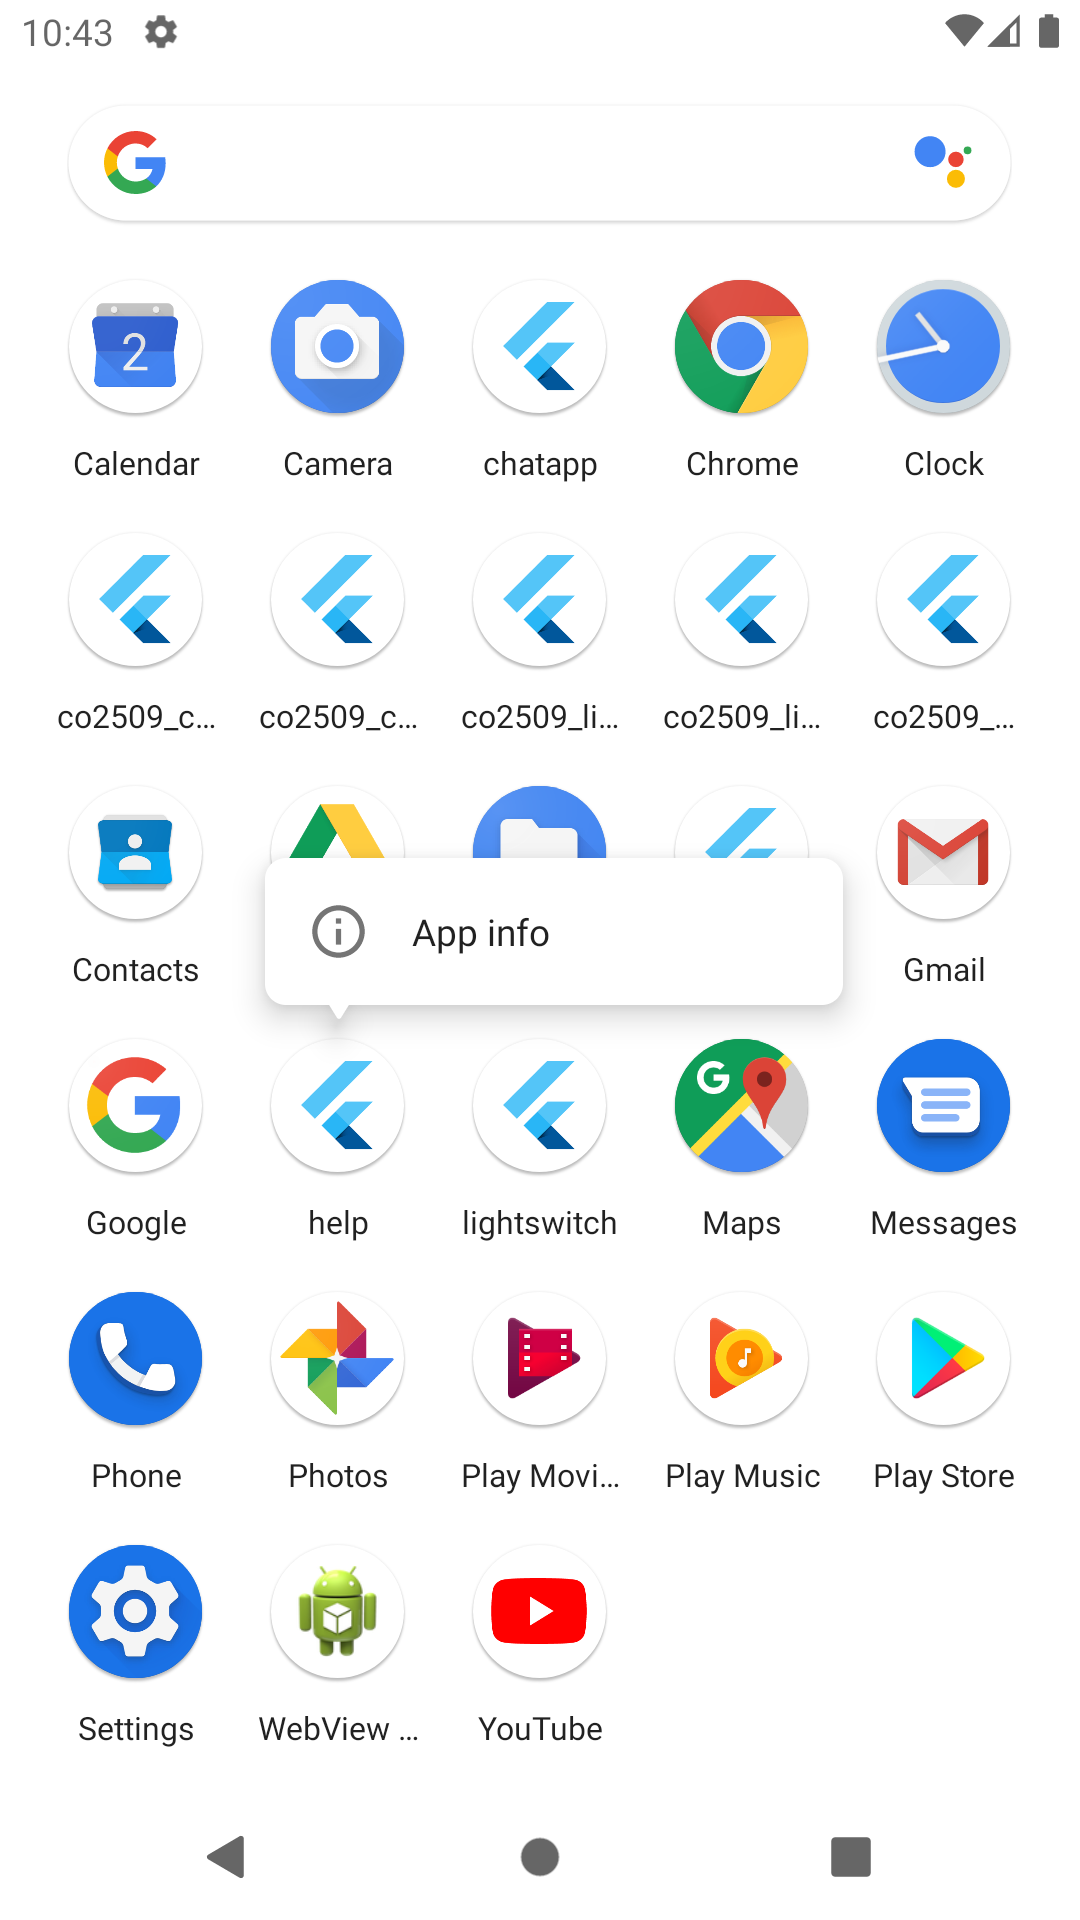 10:43
2
Calendar
Camera
chatapp
Chrome
Clock
co2509_c...
co2509_c...
co2509_li...
co2509_li...
co2509_...
App info
Contacts
Gmail
Google
help
lightswitch
Maps
Messages
Phone
Photos
Play Movi...
Play Music
Play Store
Settings
WebView ...
YouTube